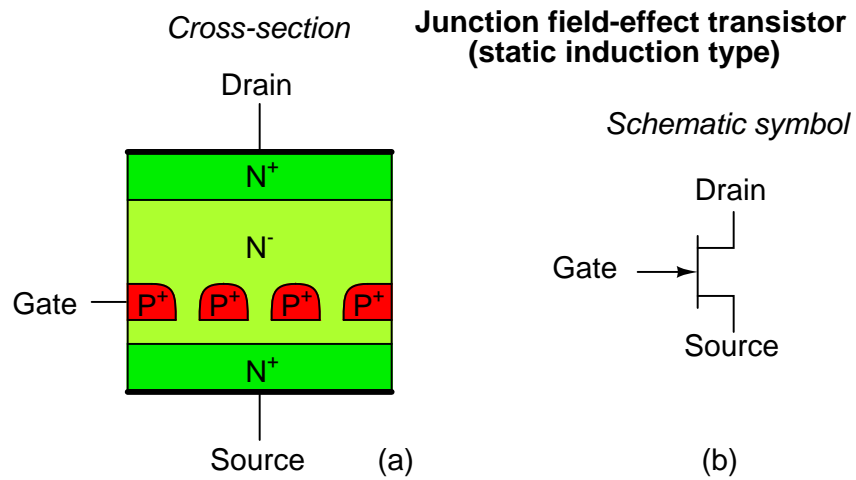 Cross-section
Junction field-effect transistor
(static induction type)
Drain
N⁺
N⁻
Gate
P⁺ P⁺ P⁺ P⁺
N⁺
Source
(a)
Schematic symbol
Drain
Gate
Source
(b)